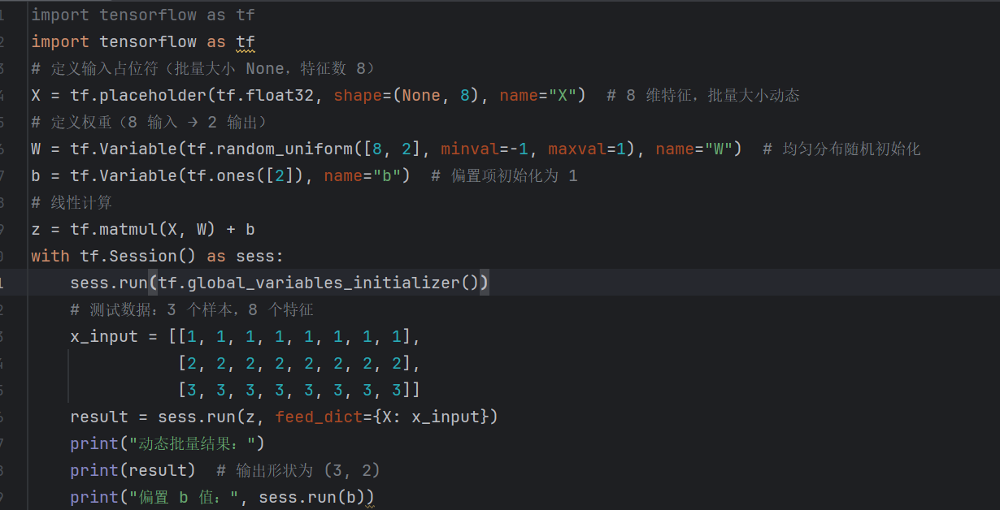 import tensorflow as tf
import tensorflow as tf
# 定义输入占位符（批量大小 None，特征数 8）
X = tf.placeholder(tf.float32, shape=(None, 8), name="X")  # 8 维特征，批量大小动态
# 定义权重（8 输入 → 2 输出）
W = tf.Variable(tf.random_uniform([8, 2], minval=-1, maxval=1), name="W")  # 均匀分布随机初始化
b = tf.Variable(tf.ones([2]), name="b")  # 偏置项初始化为 1
# 线性计算
z = tf.matmul(X, W) + b
with tf.Session() as sess:
    sess.run(tf.global_variables_initializer())
    # 测试数据：3 个样本，8 个特征
    x_input = [[1, 1, 1, 1, 1, 1, 1, 1],
               [2, 2, 2, 2, 2, 2, 2, 2],
               [3, 3, 3, 3, 3, 3, 3, 3]]
    result = sess.run(z, feed_dict={X: x_input})
    print("动态批量结果：")
    print(result)  # 输出形状为 (3, 2)
    print("偏置 b 值：", sess.run(b))